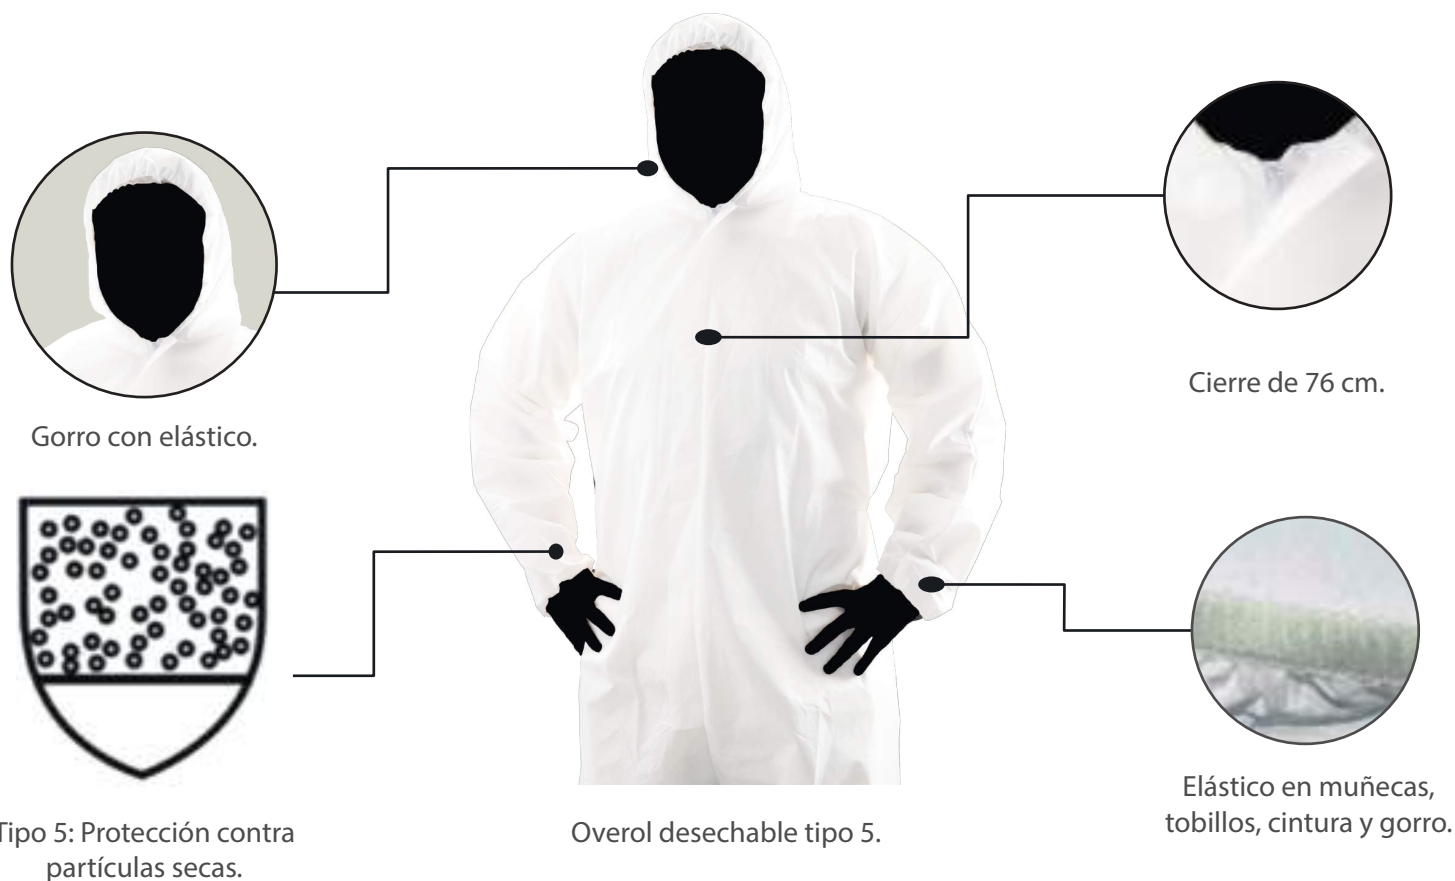 Gorro con elástico.
Cierre de 76 cm.
Tipo 5: Protección contra
partículas secas.
Overol desechable tipo 5.
Elástico en muñecas,
tobillos, cintura y gorro.